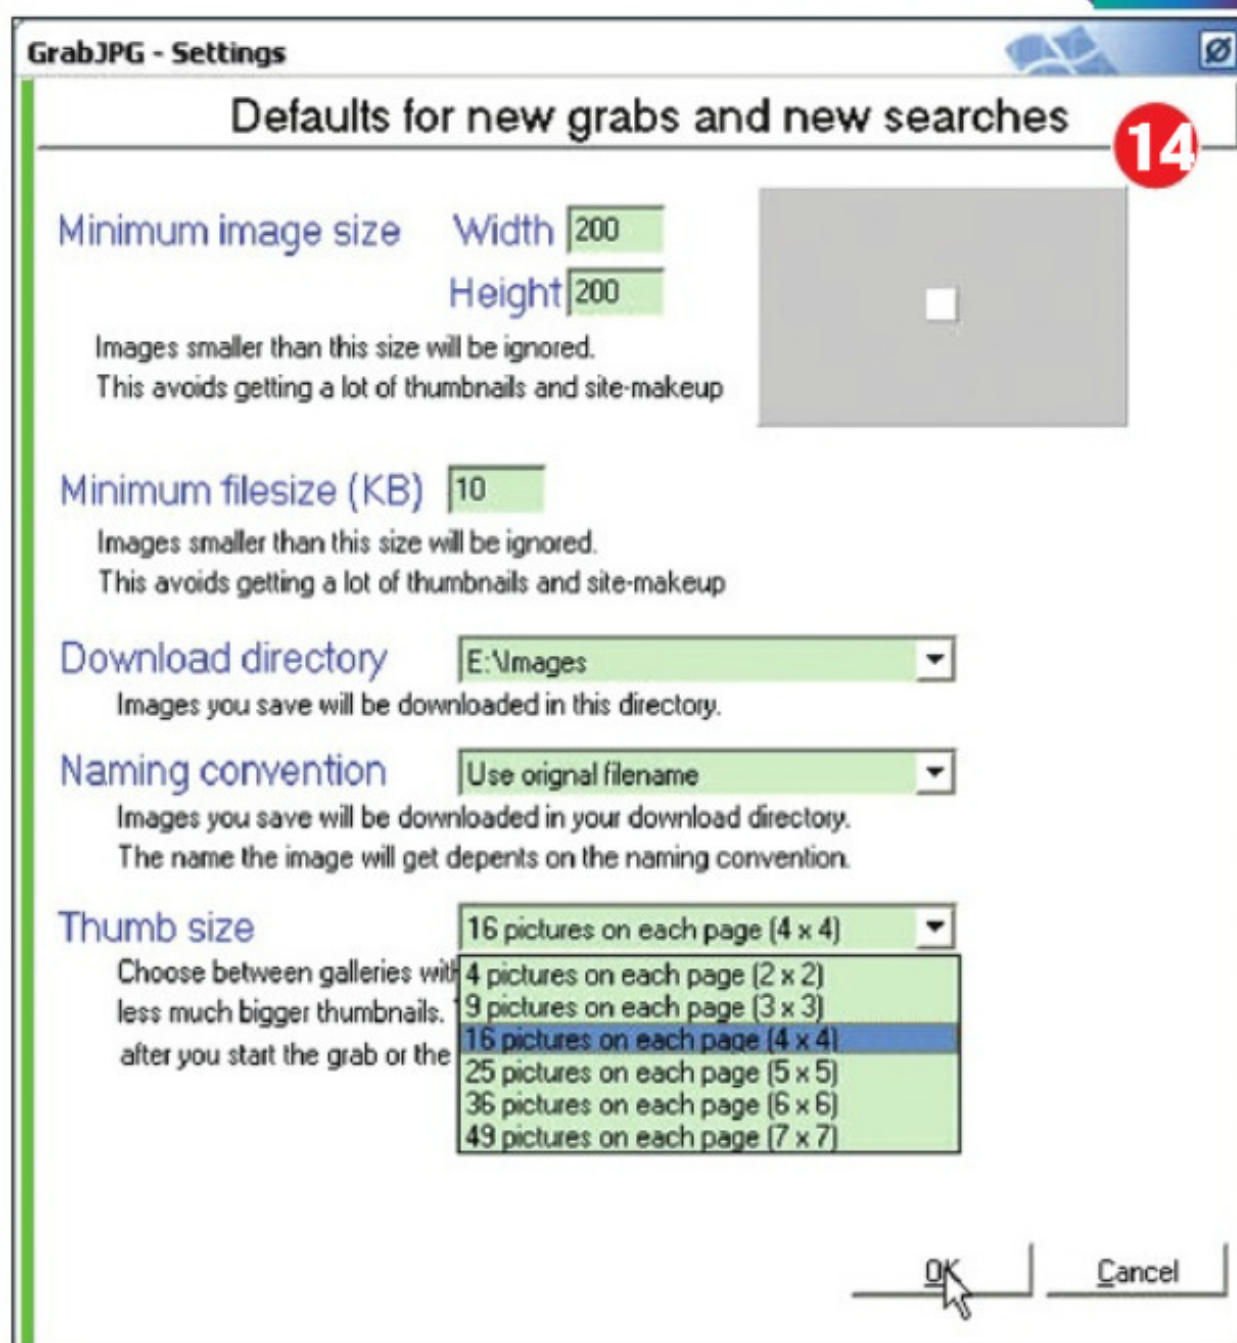 GrabJPG - Settings
Defaults for new grabs and new searches
14
Minimum image size Width 200
Height 200
Images smaller than this size will be ignored.
This avoids getting a lot of thumbnails and site-makeup
Minimum filesize (KB) 10
Images smaller than this size will be ignored.
This avoids getting a lot of thumbnails and site-makeup
Download directory E:\Images
Images you save will be downloaded in this directory.
Naming convention Use orignal filename
Images you save will be downloaded in your download directory.
The name the image will get depents on the naming convention.
Thumb size 16 pictures on each page (4 x 4)
Choose between galleries with 4 pictures on each page (2 x 2)
less much bigger thumbnails. 9 pictures on each page (3 x 3)
16 pictures on each page (4 x 4)
after you start the grab or the 25 pictures on each page (5 x 5)
36 pictures on each page (6 x 6)
49 pictures on each page (7 x 7)
OK Cancel